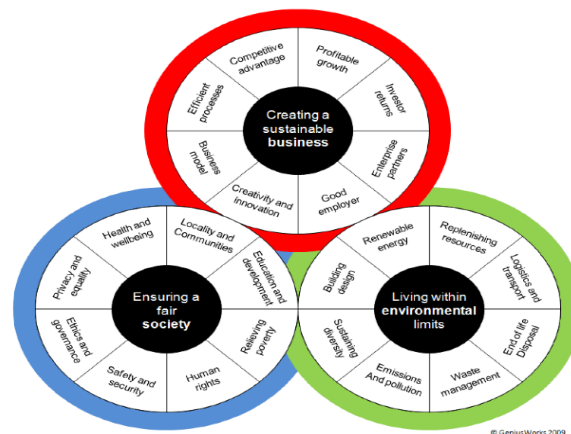 Competitive
advantage
Profitable
growth
Investor
returns
Enterprise
partners
Good
employer
Creativity and
innovation
Business
model
Efficient
processes
Creating a
sustainable
business
Health and
wellbeing
Locality and
Communities
Education and
development
Relieving
poverty
Human
rights
Safety and
security
Ethics and
governance
Privacy and
equality
Ensuring a
fair
society
Renewable
energy
Replenishing
resources
Logistics and
transport
End of life
Disposal
Waste
management
Emissions
And pollution
Sustaining
diversity
Building
design
Living within
environmental
limits
© GeniusWorks 2009